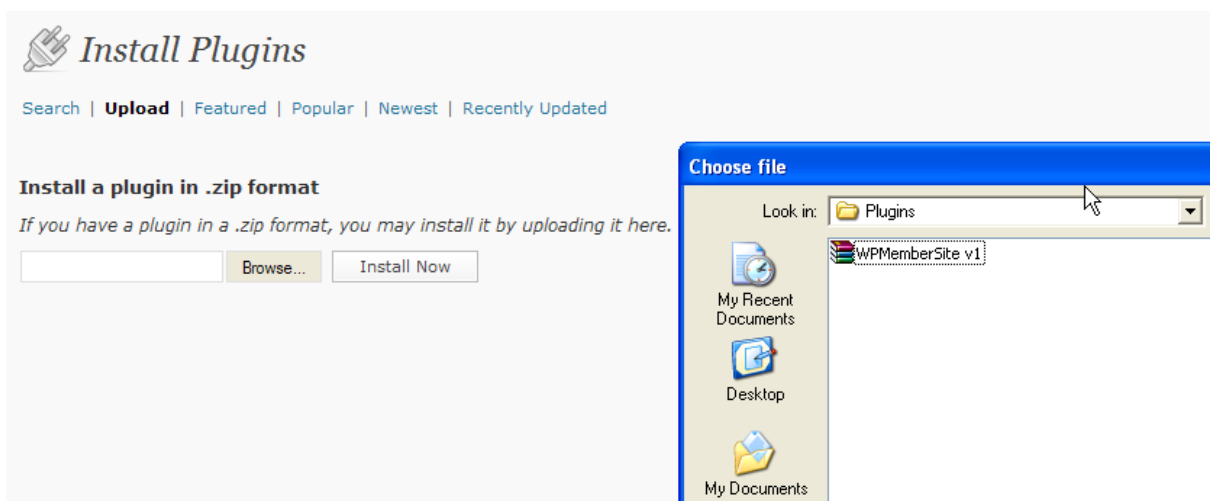 Install Plugins
Search | Upload | Featured | Popular | Newest | Recently Updated
Install a plugin in .zip format
If you have a plugin in a .zip format, you may install it by uploading it here.
Browse... Install Now
Choose file
Look in: Plugins
WPMemberSite v1
My Recent
Documents
Desktop
My Documents